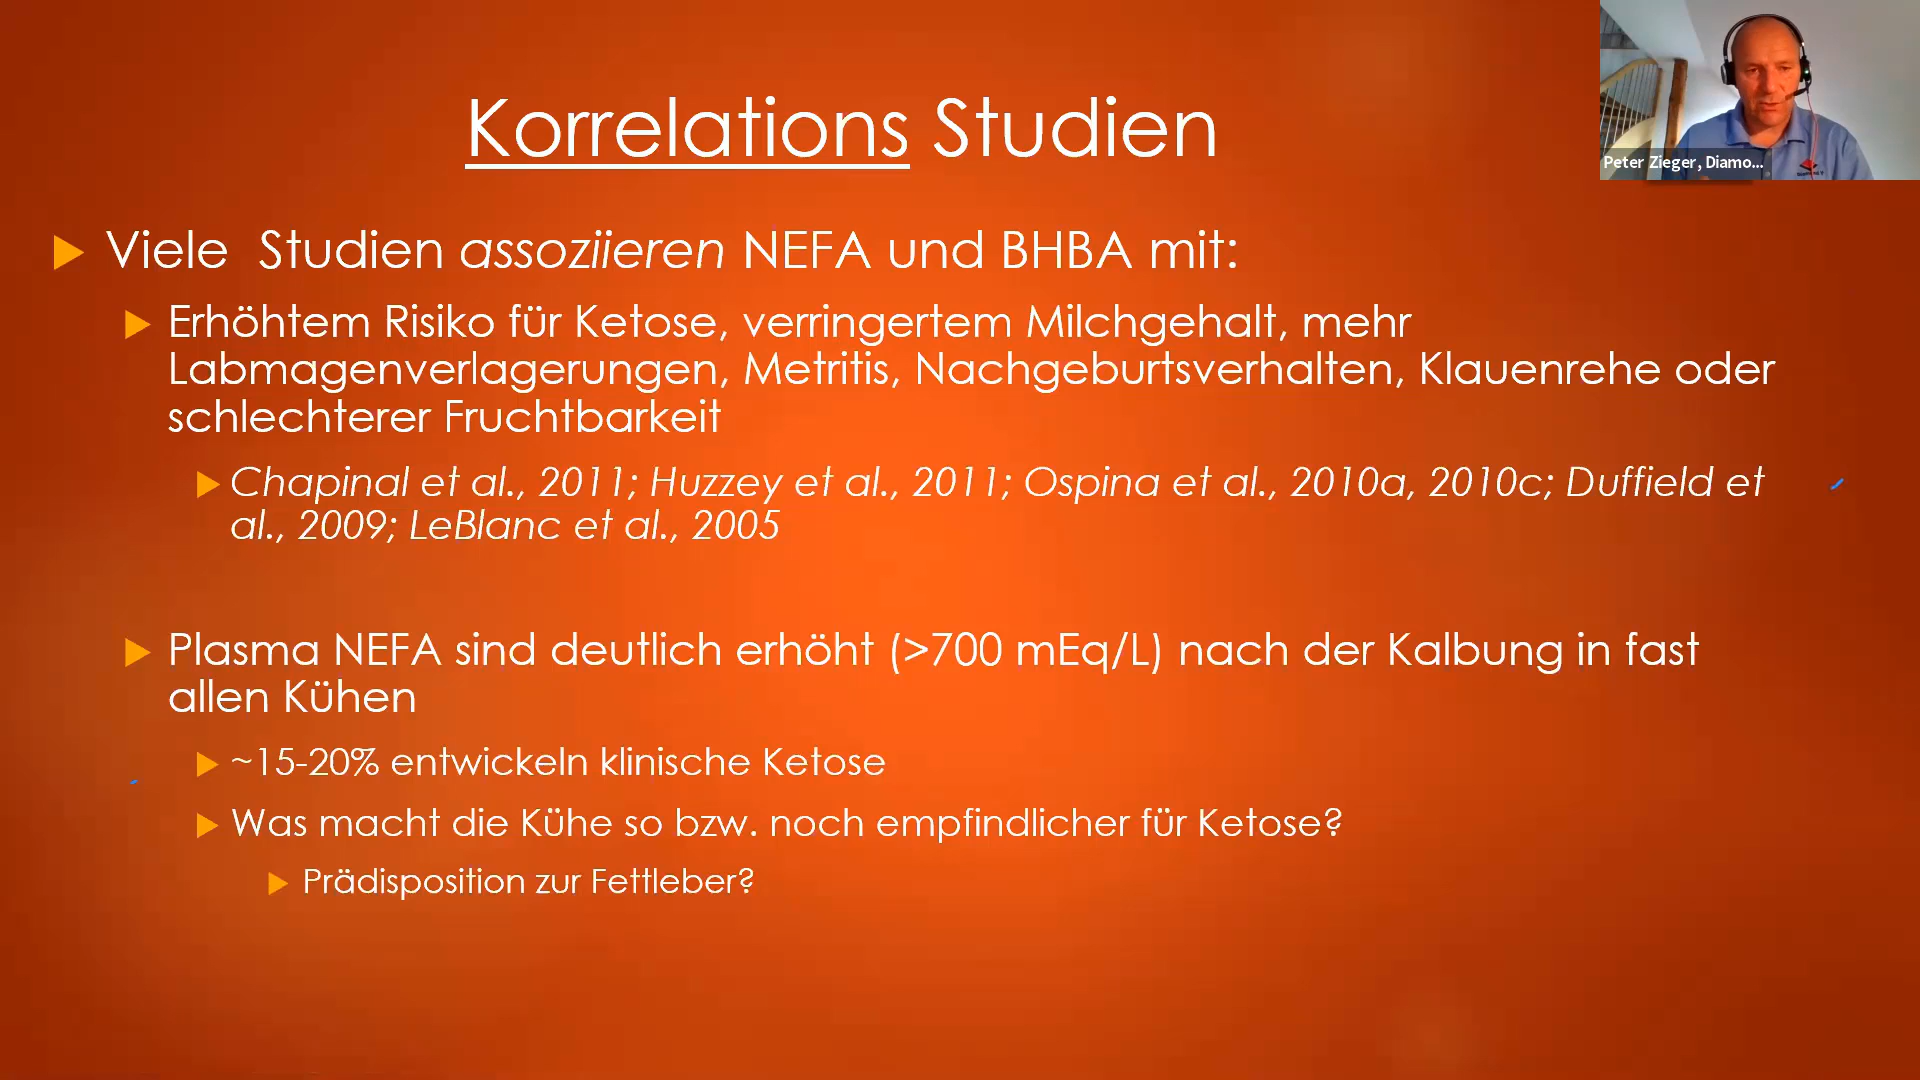 Korrelations Studien
Peter Zieger, Diamo...
Viele Studien assoziieren NEFA und BHBA mit:
Erhöhtem Risiko für Ketose, verringertem Milchgehalt, mehr
Labmagenverlagerungen, Metritis, Nachgeburtsverhalten, Klauenrehe oder
schlechterer Fruchtbarkeit
Chapinal et al., 2011; Huzzey et al., 2011; Ospina et al., 2010a, 2010c; Duffield et
al., 2009; LeBlanc et al., 2005
Plasma NEFA sind deutlich erhöht (>700 mEq/L) nach der Kalbung in fast
allen Kühen
~15-20% entwickeln klinische Ketose
Was macht die Kühe so bzw. noch empfindlicher für Ketose?
Prädisposition zur Fettleber?